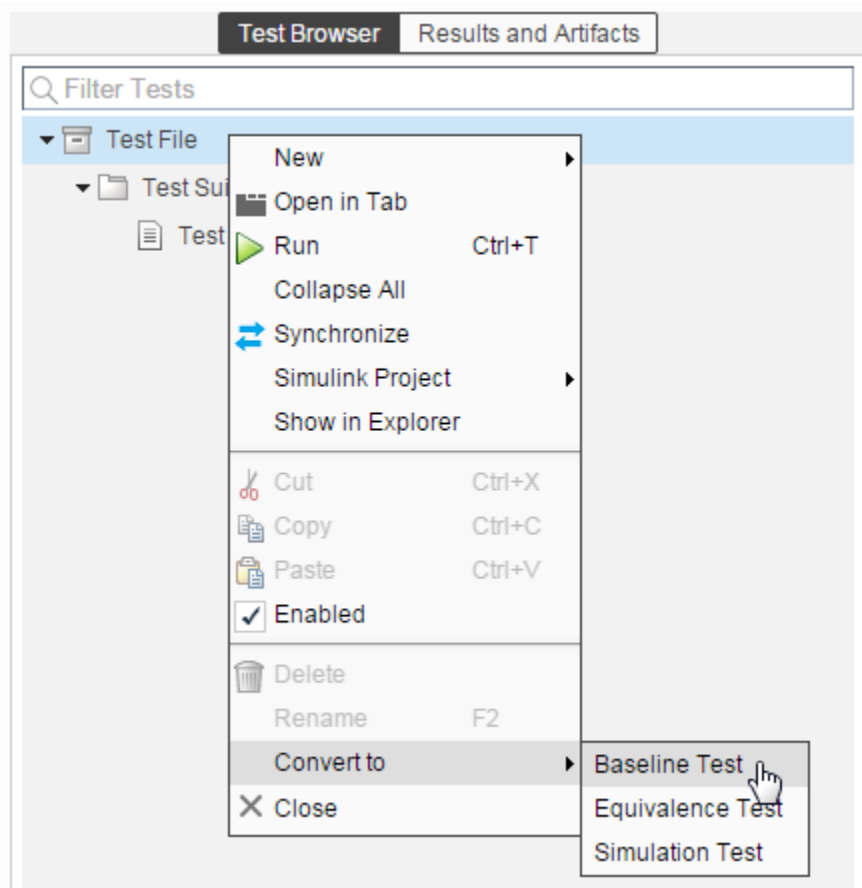 Test Browser Results and Artifacts
Filter Tests
Test File
New
Test Sui
Open in Tab
Test
Run Ctrl+T
Collapse All
Synchronize
Simulink Project
Show in Explorer
Cut Ctrl+X
Copy Ctrl+C
Paste Ctrl+V
Enabled
Delete
Rename F2
Convert to
Baseline Test
Equivalence Test
Close
Simulation Test